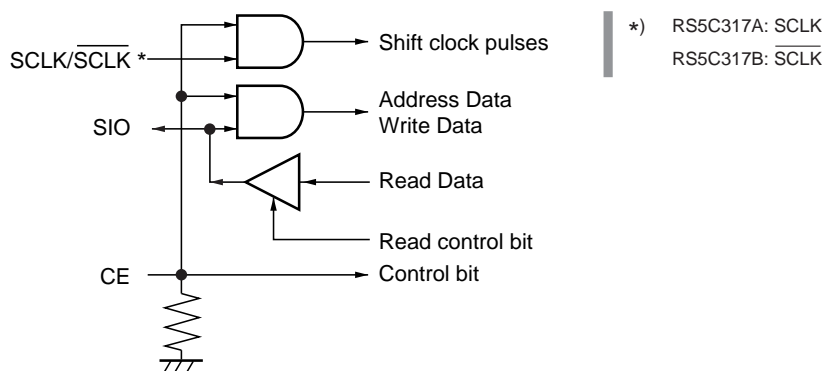 SCLK/SCLK *
Shift clock pulses
*) RS5C317A: SCLK
RS5C317B: SCLK
Address Data
Write Data
SIO
Read Data
Read control bit
CE
Control bit